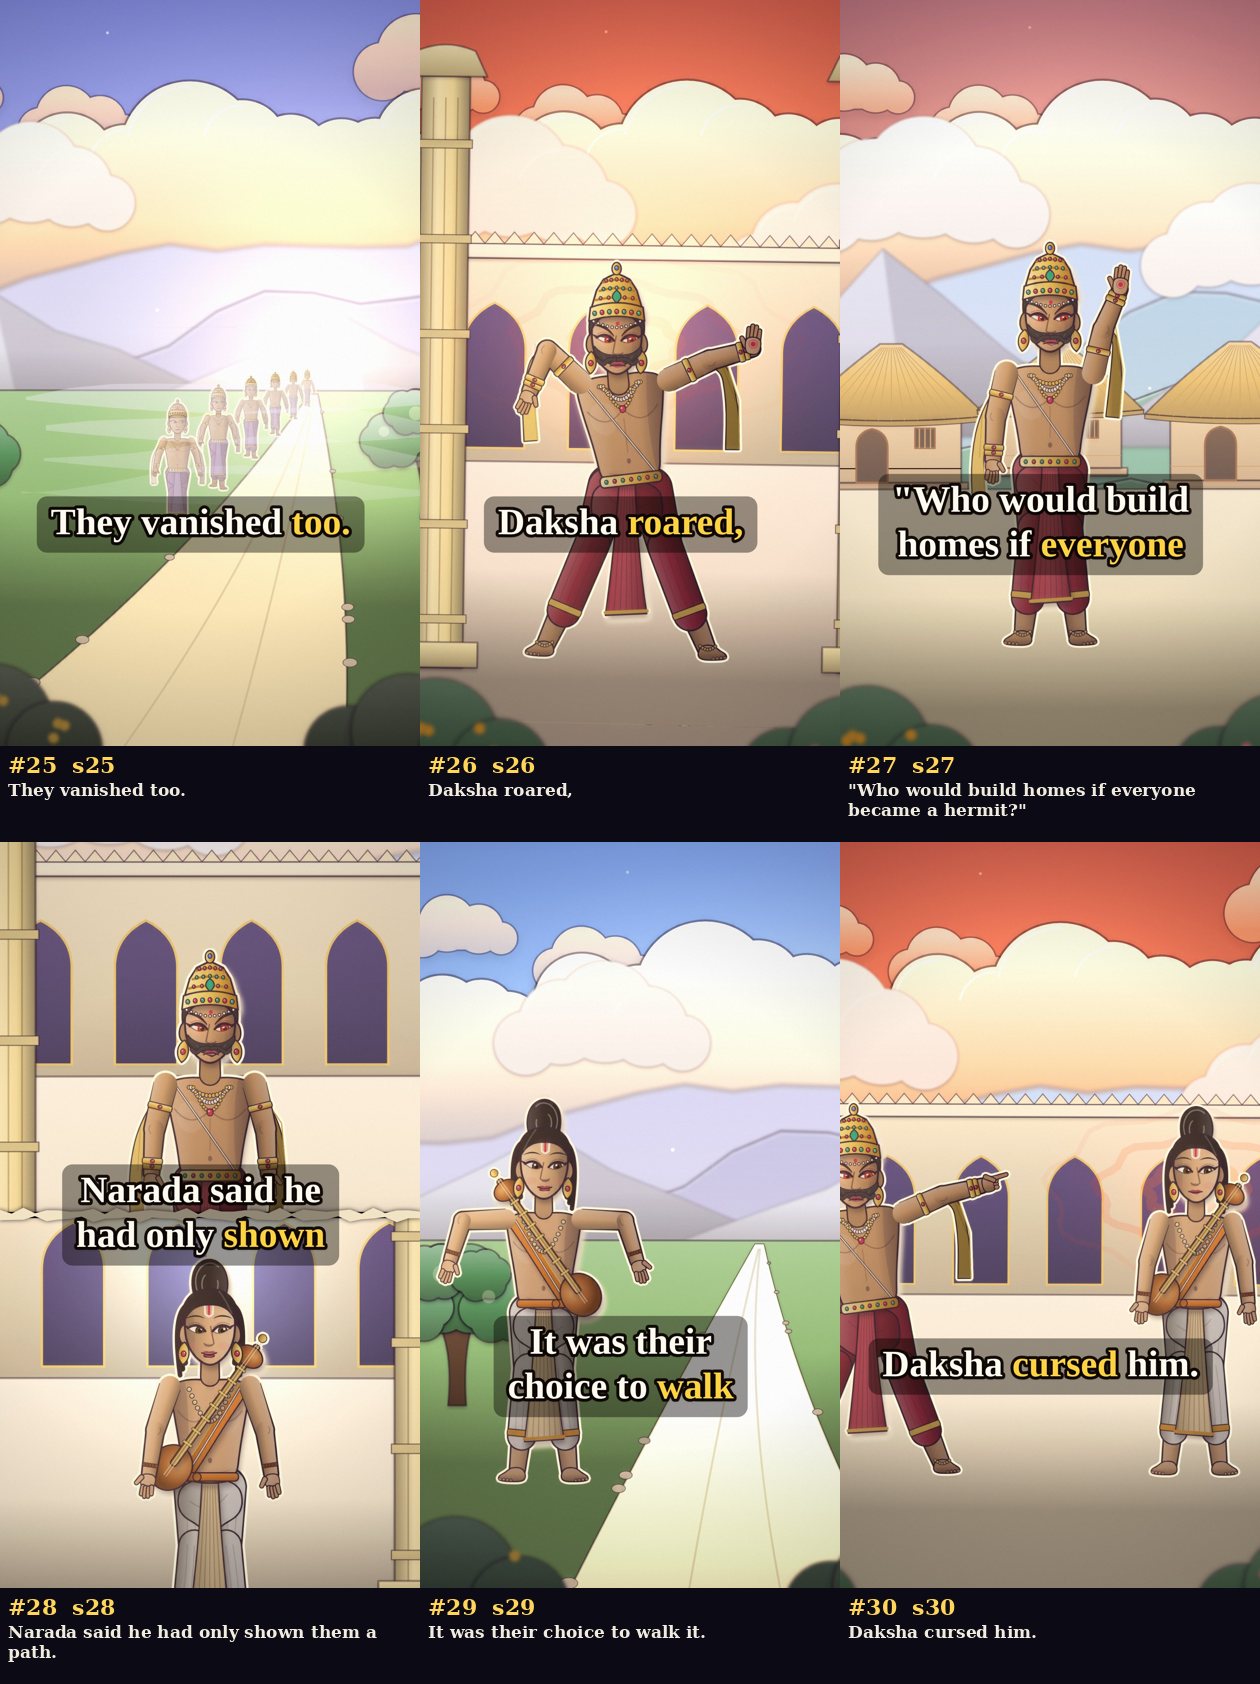 They vanished too.
#25 s25
They vanished too.
Daksha roared,
#26 s26
Daksha roared,
"Who would build
homes if everyone
#27 s27
"Who would build homes if everyone
became a hermit?"
Narada said he
had only shown
#28 s28
Narada said he had only shown them a
path.
It was their
choice to walk
#29 s29
It was their choice to walk it.
Daksha cursed him.
#30 s30
Daksha cursed him.